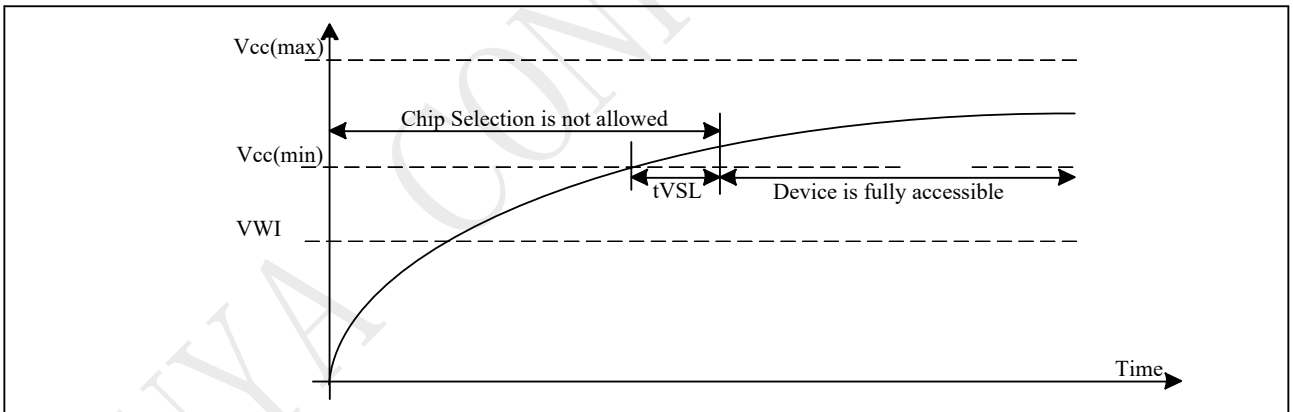 Vcc(max)
Chip Selection is not allowed
Vcc(min)
tVSL
Device is fully accessible
VWI
Time